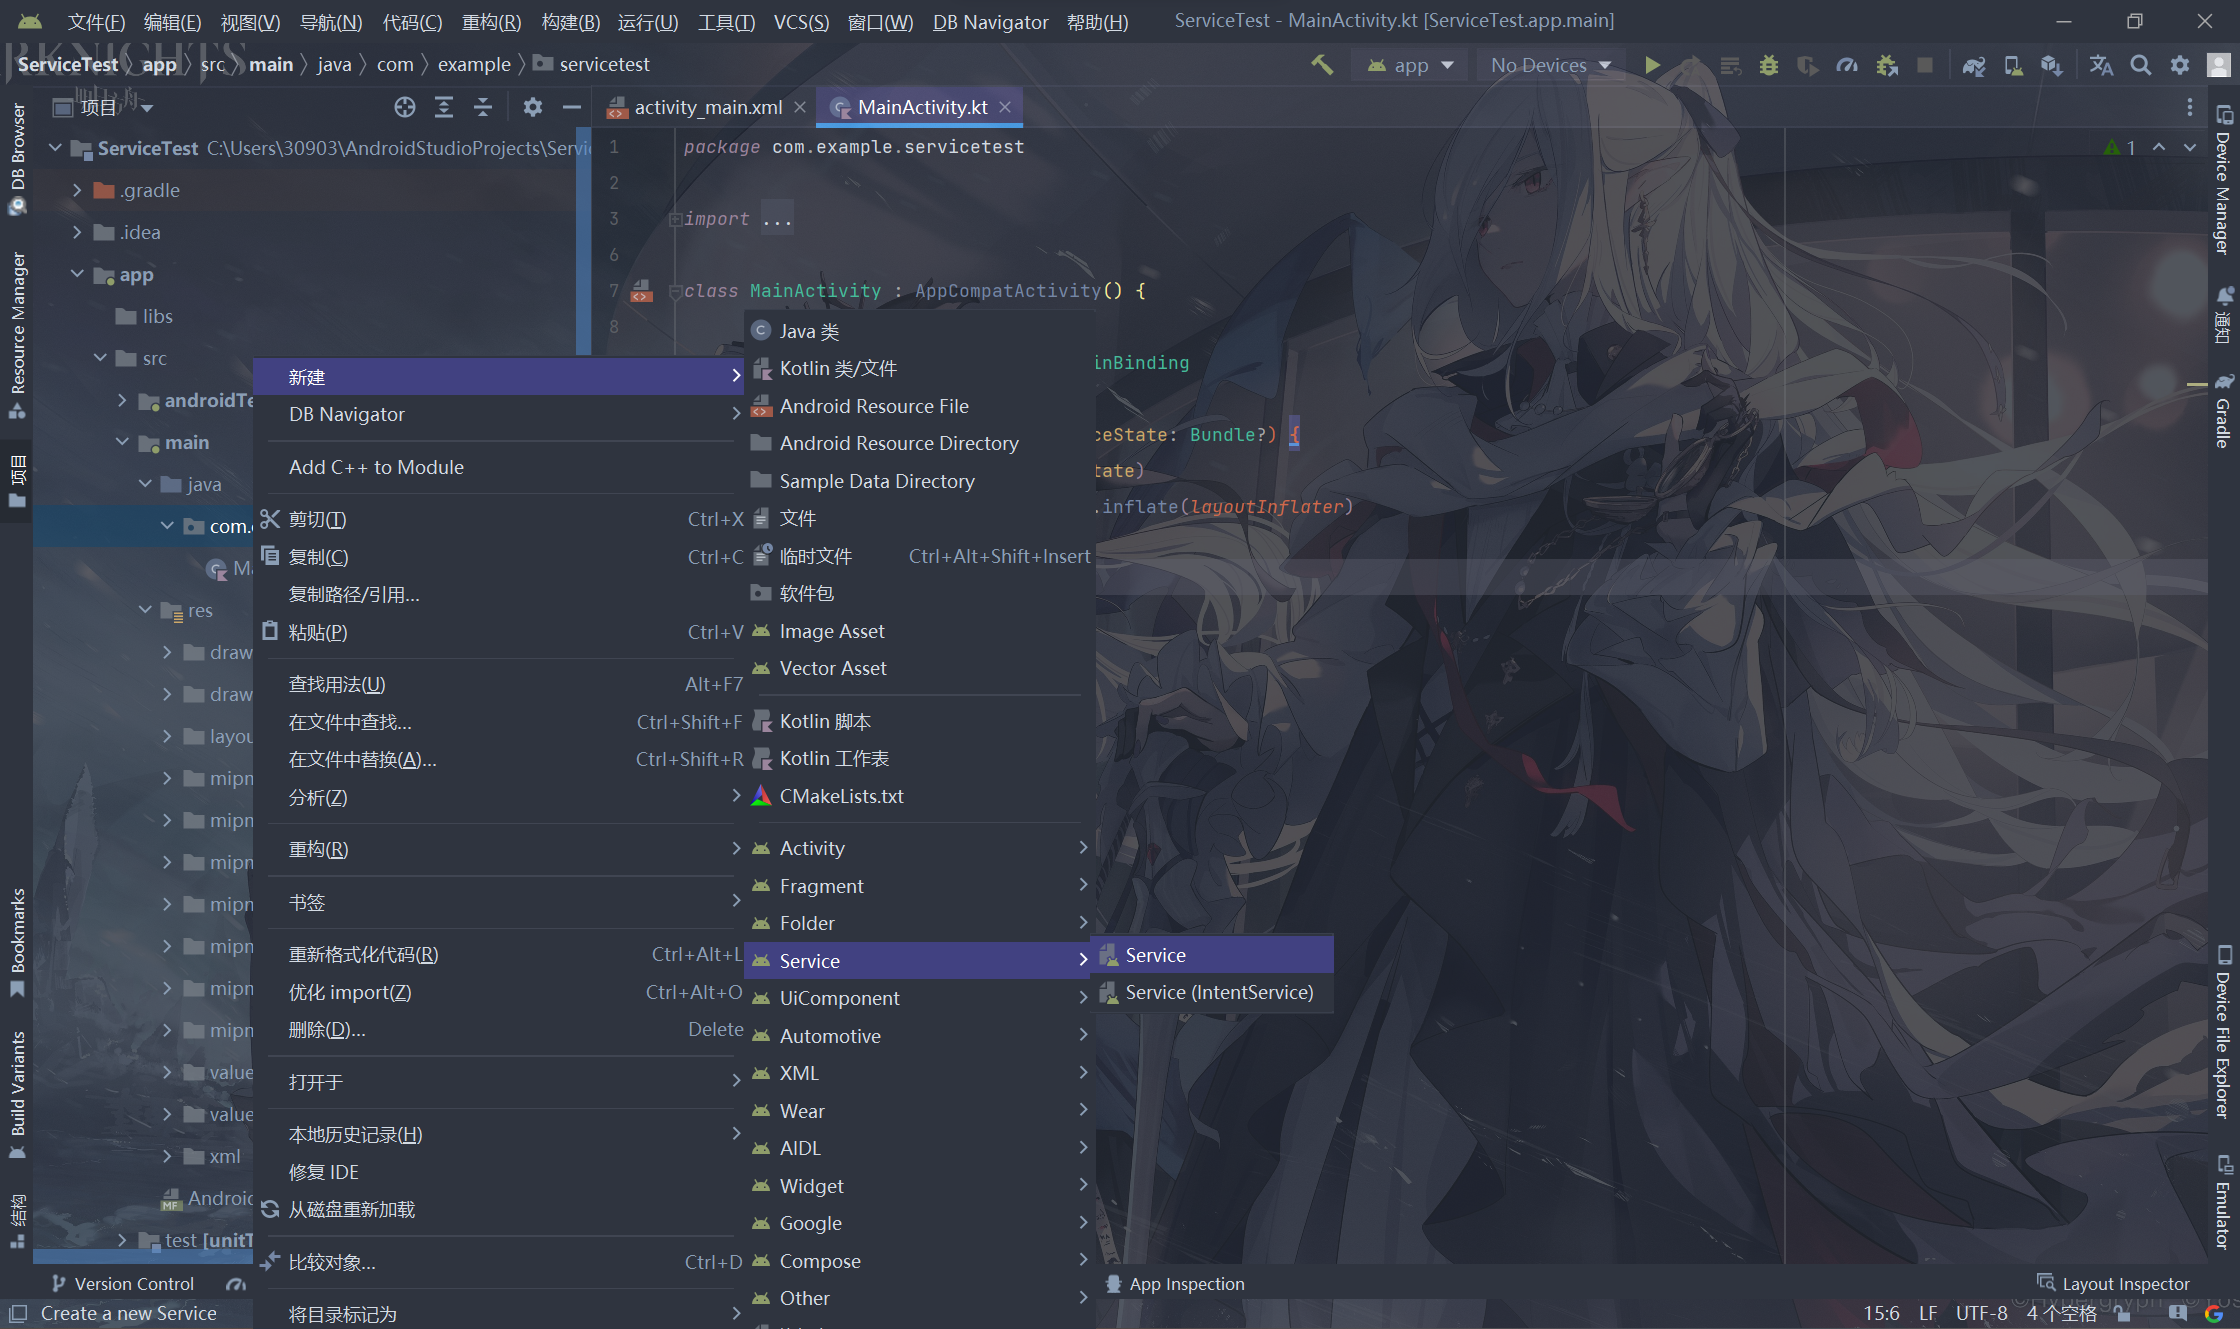 文件(F) 编辑(E) 视图(V) 导航(N) 代码(C) 重构(R) 构建(B) 运行(U) 工具(T) VCS(S) 窗口(W) DB Navigator 帮助(H) ServiceTest - MainActivity.kt [ServiceTest.app.main]
ServiceTest app src main java com example servicetest app No Devices
项目
activity_main.xml MainActivity.kt
ServiceTest C:\Users\30903\AndroidStudioProjects\Servi
.gradle
.idea
app
libs
src
androidTe
main
java
com.
Ma
res
draw
draw
layou
mipm
mipm
mipm
mipm
mipm
mipm
mipm
value
value
xml
Android
test [unitT
1 package com.example.servicetest
2
3 import ...
6
7 class MainActivity : AppCompatActivity() {
8
inBinding
ceState: Bundle?) {
tate)
.inflate(layoutInflater)
1
新建
DB Navigator
Add C++ to Module
剪切(T) Ctrl+X
复制(C) Ctrl+C
复制路径/引用...
粘贴(P) Ctrl+V
查找用法(U) Alt+F7
在文件中查找... Ctrl+Shift+F
在文件中替换(A)... Ctrl+Shift+R
分析(Z)
重构(R)
书签
重新格式化代码(R) Ctrl+Alt+L
优化 import(Z) Ctrl+Alt+O
删除(D)... Delete
打开于
本地历史记录(H)
修复 IDE
从磁盘重新加载
比较对象... Ctrl+D
将目录标记为
Java 类
Kotlin 类/文件
Android Resource File
Android Resource Directory
Sample Data Directory
文件
临时文件 Ctrl+Alt+Shift+Insert
软件包
Image Asset
Vector Asset
Kotlin 脚本
Kotlin 工作表
CMakeLists.txt
Activity
Fragment
Folder
Service
UiComponent
Automotive
XML
Wear
AIDL
Widget
Google
Compose
Other
Service
Service (IntentService)
DB Browser
Resource Manager
项目
Bookmarks
Build Variants
结构
Device Manager
通知
Gradle
Device File Explorer
Emulator
Version Control App Inspection Layout Inspector
Create a new Service 15:6 LF UTF-8 4 个空格